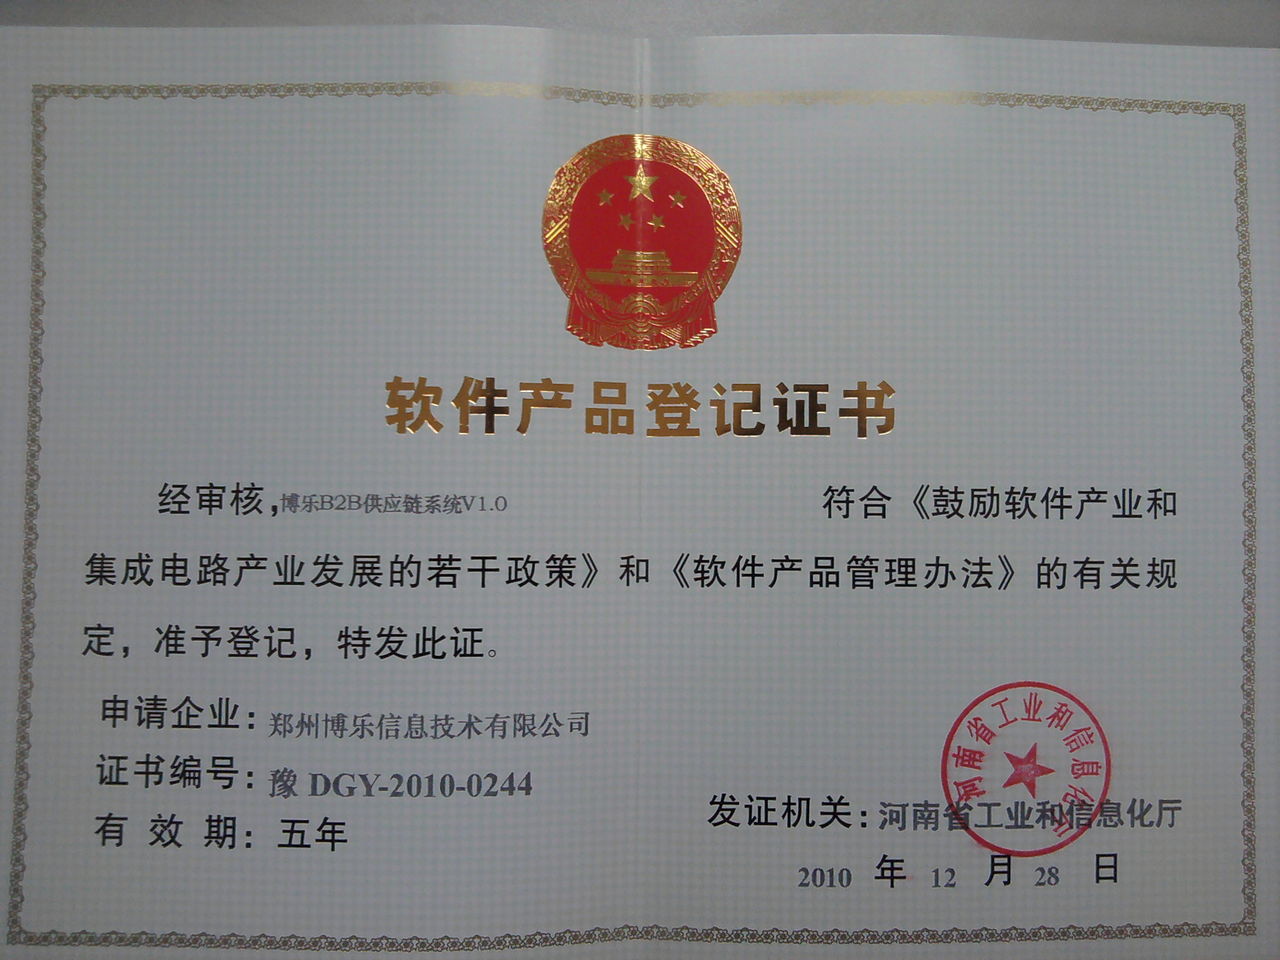 软件产品登记证书
经审核,博乐B2B供应链系统V1.0 符合《鼓励软件产业和
集成电路产业发展的若干政策》和《软件产品管理办法》的有关规
定，准予登记，特发此证。
申请企业：郑州博乐信息技术有限公司
证书编号：豫 DGY-2010-0244
有 效 期：五年
河南省工业和信息化厅
发证机关：河南省工业和信息化厅
2010 年 12 月 28 日